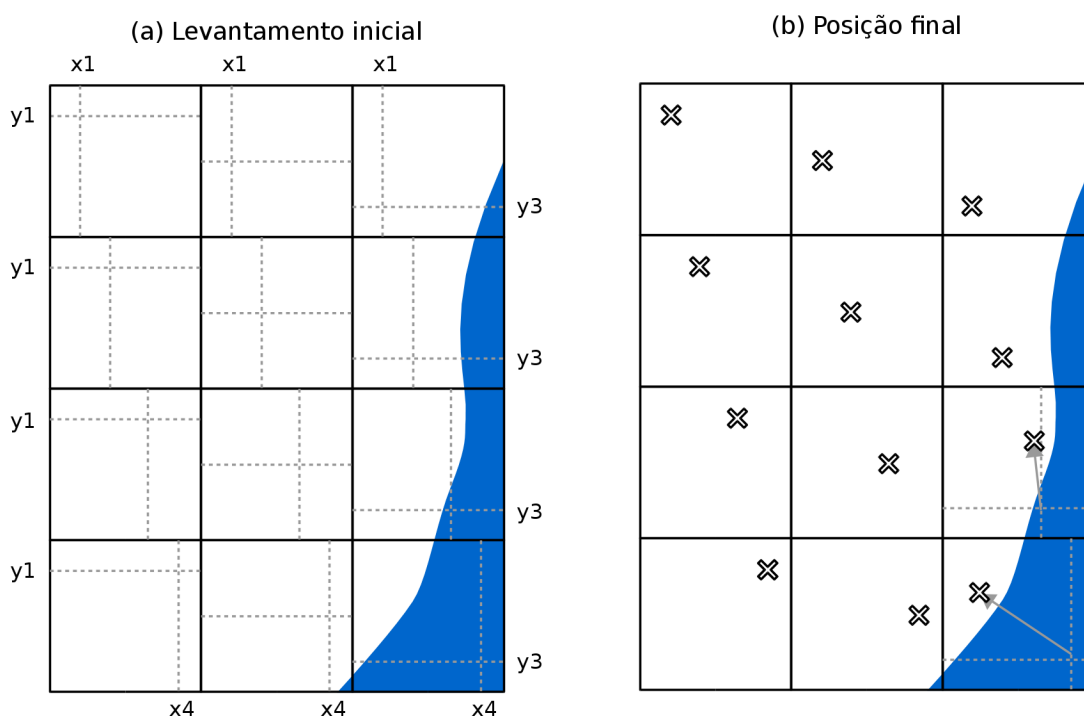 (a) Levantamento inicial
(b) Posição final
x1 x1 x1
y1
y3
y1
y3
y1
y3
y1
y3
x4 x4 x4